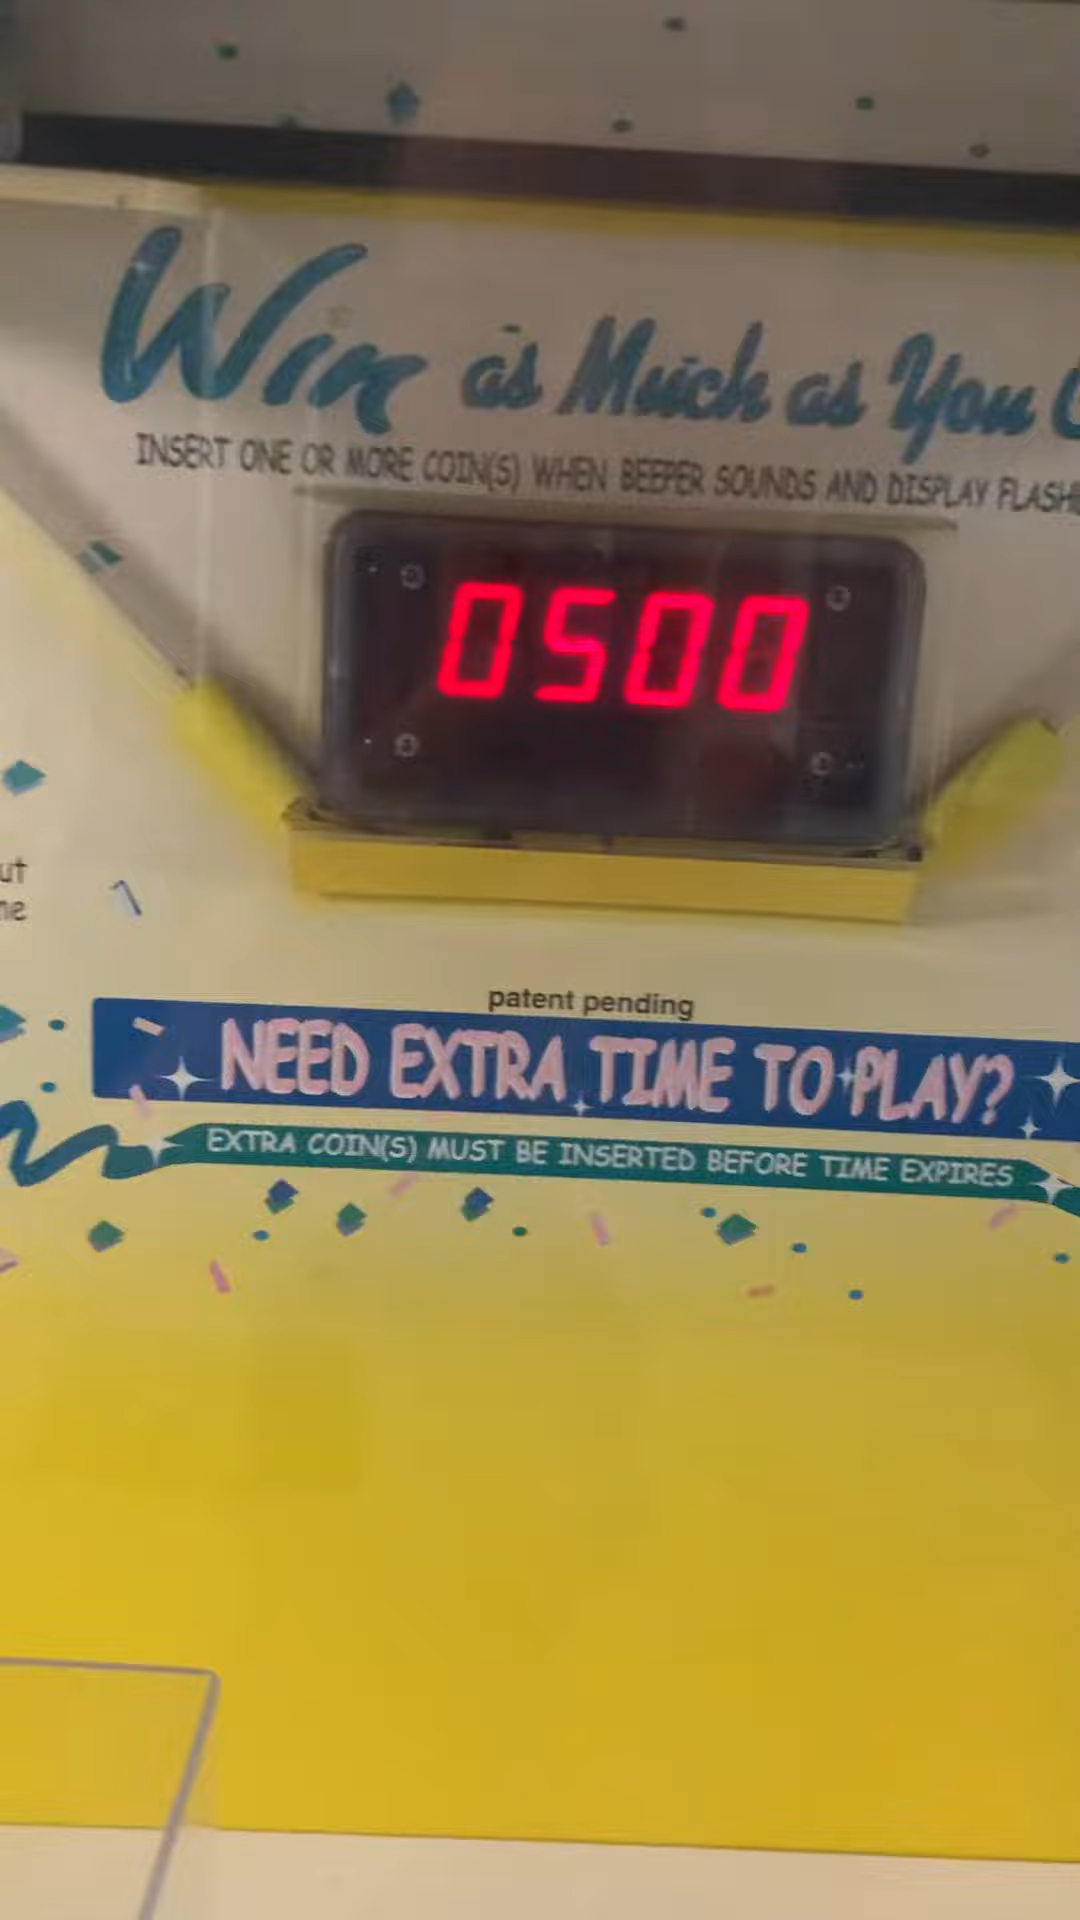 Win as Much as You
INSERT ONE OR MORE COIN(S) WHEN BEEPER SOUNDS AND DISPLAY
0500
patent pending
NEED EXTRA TIME TO PLAY?
EXTRA COIN(S) MUST BE INSERTED BEFORE TIME EXPIRES